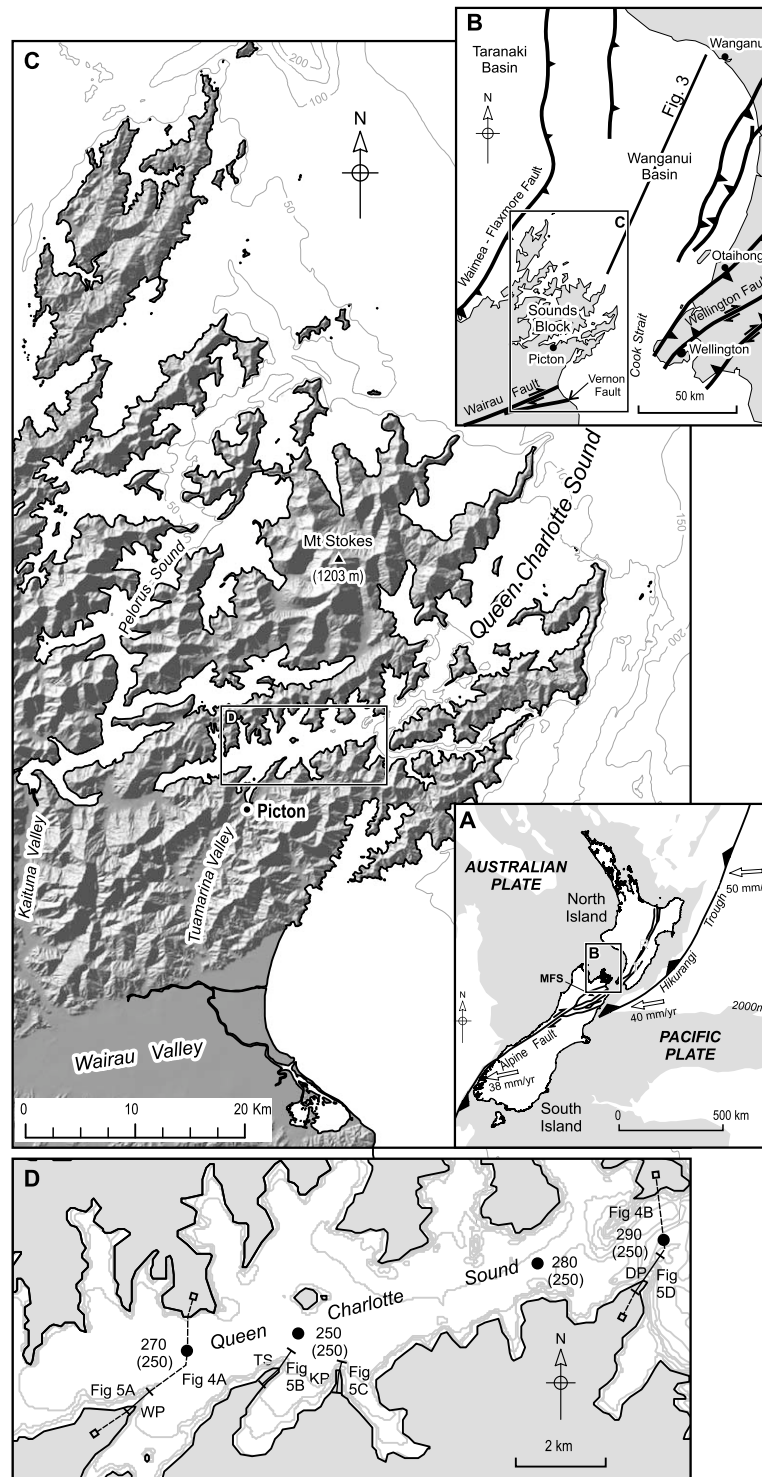 C
200
100
N
50
Mt Stokes
(1203 m)
50
Pelorus Sound
Queen Charlotte Sound
150
200
D
Picton
Kaituna Valley
Tuamarina Valley
Wairau Valley
0 10 20 Km
B
Taranaki
Basin
Wanganu
N
Fig. 3
Wanganui
Basin
Waimea - Flaxmore Fault
C
Otaihong
Sounds
Block
Wellington Faul
Cook Strait
Wellington
Picton
Vernon
Fault
Wairau Fault
50 km
A
AUSTRALIAN
PLATE
North
Island
50 mm/y
Trough
B
Hikurangi
MFS
N
2000m
40 mm/yr
PACIFIC
PLATE
Alpine Fault
38 mm/yr
South
Island
0 500 km
D
Fig 4B
290
(250)
280
(250)
Sound
DP
Fig
5D
Charlotte
Queen
250
(250)
270
(250)
N
TS
Fig
5B
KP
Fig
5C
Fig 5A
Fig 4A
WP
2 km